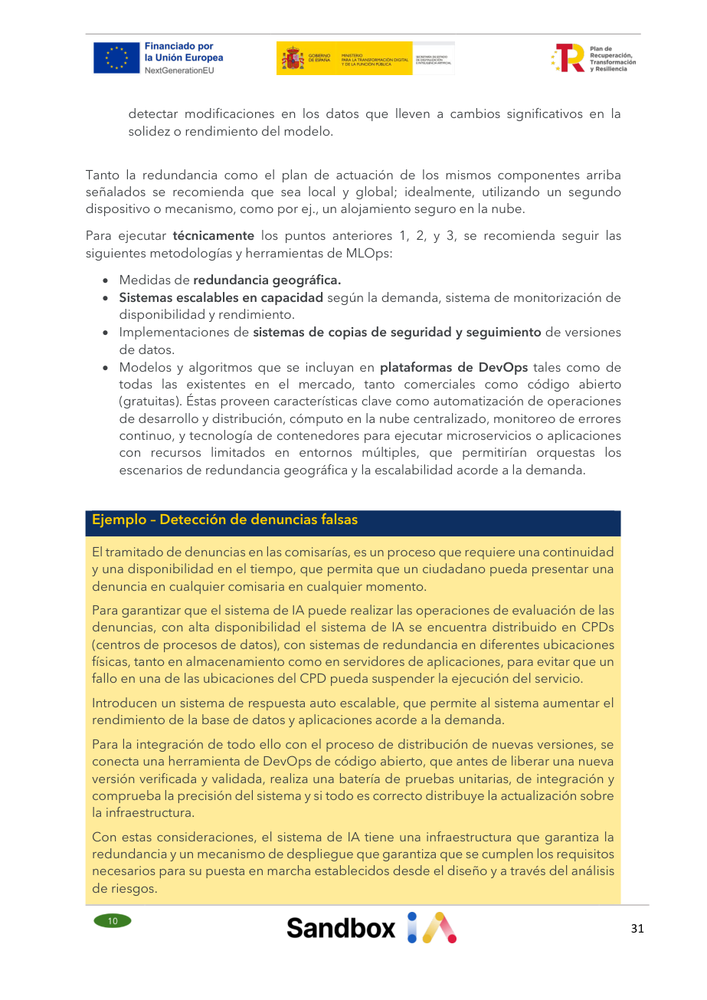 Financiado por
la Unión Europea
NextGenerationEU
GOBIERNO
DE ESPAÑA
MINISTERIO
PARA LA TRANSFORMACIÓN DIGITAL
Y DE LA FUNCIÓN PÚBLICA
SECRETARÍA DE ESTADO
DE DIGITALIZACIÓN
E INTELIGENCIA ARTIFICIAL
Plan de
Recuperación,
Transformación
y Resiliencia
detectar modificaciones en los datos que lleven a cambios significativos en la
solidez o rendimiento del modelo.
Tanto la redundancia como el plan de actuación de los mismos componentes arriba
señalados se recomienda que sea local y global; idealmente, utilizando un segundo
dispositivo o mecanismo, como por ej., un alojamiento seguro en la nube.
Para ejecutar técnicamente los puntos anteriores 1, 2, y 3, se recomienda seguir las
siguientes metodologías y herramientas de MLOps:
• Medidas de redundancia geográfica.
• Sistemas escalables en capacidad según la demanda, sistema de monitorización de
disponibilidad y rendimiento.
• Implementaciones de sistemas de copias de seguridad y seguimiento de versiones
de datos.
• Modelos y algoritmos que se incluyan en plataformas de DevOps tales como de
todas las existentes en el mercado, tanto comerciales como código abierto
(gratuitas). Éstas proveen características clave como automatización de operaciones
de desarrollo y distribución, cómputo en la nube centralizado, monitoreo de errores
continuo, y tecnología de contenedores para ejecutar microservicios o aplicaciones
con recursos limitados en entornos múltiples, que permitirían orquestas los
escenarios de redundancia geográfica y la escalabilidad acorde a la demanda.
Ejemplo – Detección de denuncias falsas
El tramitado de denuncias en las comisarías, es un proceso que requiere una continuidad
y una disponibilidad en el tiempo, que permita que un ciudadano pueda presentar una
denuncia en cualquier comisaria en cualquier momento.
Para garantizar que el sistema de IA puede realizar las operaciones de evaluación de las
denuncias, con alta disponibilidad el sistema de IA se encuentra distribuido en CPDs
(centros de procesos de datos), con sistemas de redundancia en diferentes ubicaciones
físicas, tanto en almacenamiento como en servidores de aplicaciones, para evitar que un
fallo en una de las ubicaciones del CPD pueda suspender la ejecución del servicio.
Introducen un sistema de respuesta auto escalable, que permite al sistema aumentar el
rendimiento de la base de datos y aplicaciones acorde a la demanda.
Para la integración de todo ello con el proceso de distribución de nuevas versiones, se
conecta una herramienta de DevOps de código abierto, que antes de liberar una nueva
versión verificada y validada, realiza una batería de pruebas unitarias, de integración y
comprueba la precisión del sistema y si todo es correcto distribuye la actualización sobre
la infraestructura.
Con estas consideraciones, el sistema de IA tiene una infraestructura que garantiza la
redundancia y un mecanismo de despliegue que garantiza que se cumplen los requisitos
necesarios para su puesta en marcha establecidos desde el diseño y a través del análisis
de riesgos.
10
Sandbox iA
31